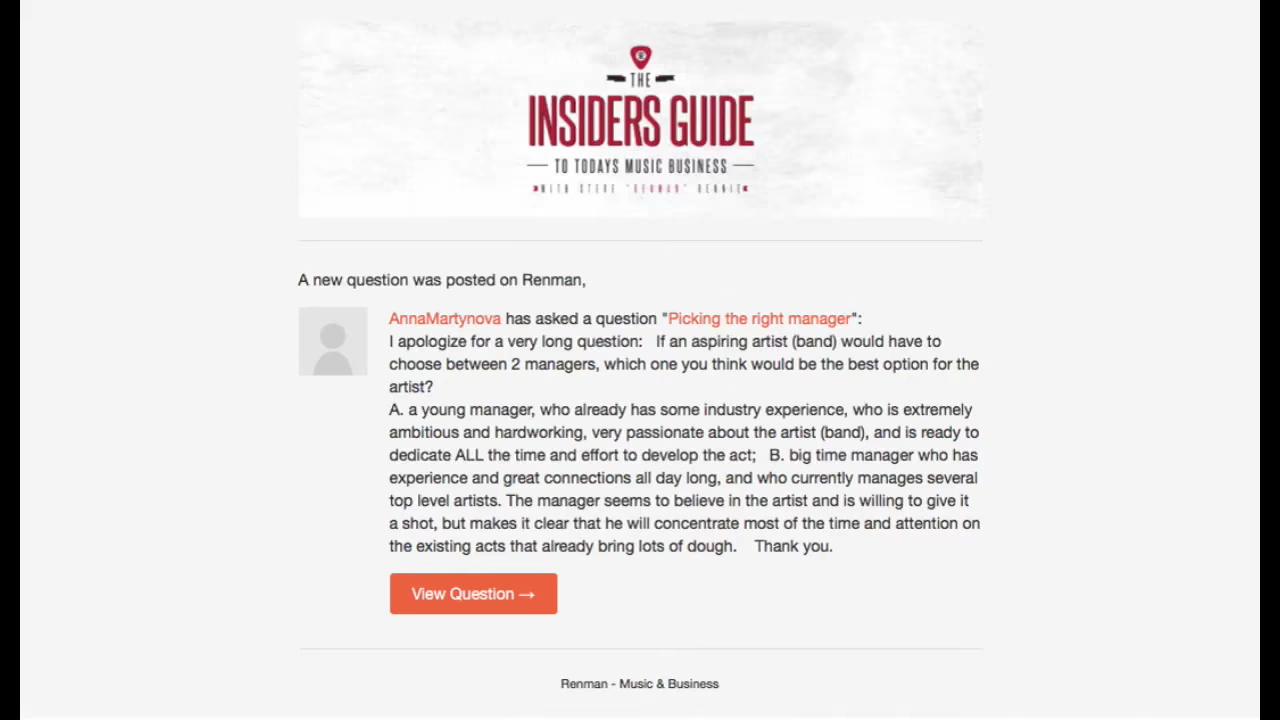 THE
INSIDERS GUIDE
TO TODAYS MUSIC BUSINESS
WITH STEVE "RENMAN" RENNIE
A new question was posted on Renman,
AnnaMartynova has asked a question "Picking the right manager":
I apologize for a very long question: If an aspiring artist (band) would have to
choose between 2 managers, which one you think would be the best option for the
artist?
A. a young manager, who already has some industry experience, who is extremely
ambitious and hardworking, very passionate about the artist (band), and is ready to
dedicate ALL the time and effort to develop the act; B. big time manager who has
experience and great connections all day long, and who currently manages several
top level artists. The manager seems to believe in the artist and is willing to give it
a shot, but makes it clear that he will concentrate most of the time and attention on
the existing acts that already bring lots of dough. Thank you.
View Question →
Renman - Music & Business